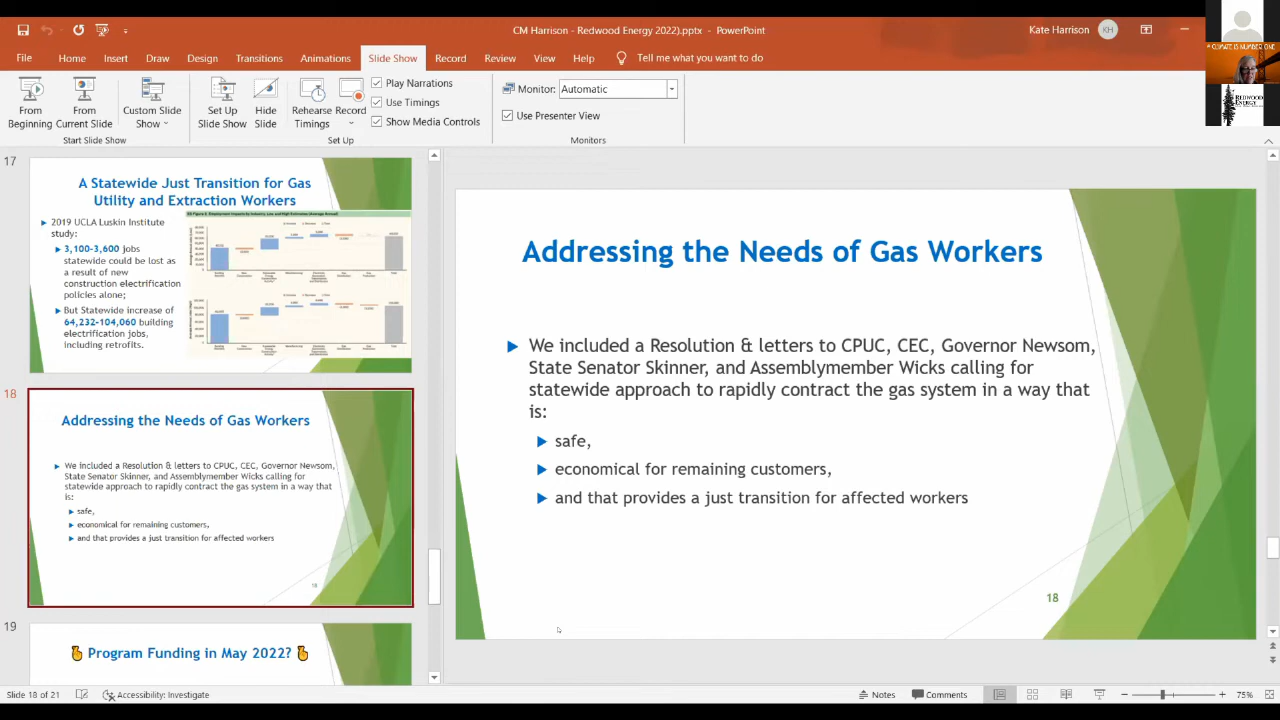 CM Harrison - Redwood Energy 2022).pptx - PowerPoint
Kate Harrison
KH
File
Home
Insert
Draw
Design
Transitions
Animations
Slide Show
Record
Review
View
Help
Tell me what you want to do
From Beginning
From Current Slide
Custom Slide Show
Set Up Slide Show
Hide Slide
Rehearse Timings
Record
Play Narrations
Use Timings
Show Media Controls
Monitor: Automatic
Use Presenter View
Start Slide Show
Set Up
Monitors
CLIMATE IS NUMBER ONE
REDWOOD
ENERGY
17
A Statewide Just Transition for Gas
Utility and Extraction Workers
2019 UCLA Luskin Institute
study:
3,100-3,600 jobs
statewide could be lost as
a result of new
construction electrification
policies alone;
But Statewide increase of
64,232-104,060 building
electrification jobs,
including retrofits.
18
Addressing the Needs of Gas Workers
We included a Resolution & letters to CPUC, CEC, Governor Newsom,
State Senator Skinner, and Assemblymember Wicks calling for
statewide approach to rapidly contract the gas system in a way that
is:
safe,
economical for remaining customers,
and that provides a just transition for affected workers
18
19
Program Funding in May 2022?
Addressing the Needs of Gas Workers
We included a Resolution & letters to CPUC, CEC, Governor Newsom,
State Senator Skinner, and Assemblymember Wicks calling for
statewide approach to rapidly contract the gas system in a way that
is:
safe,
economical for remaining customers,
and that provides a just transition for affected workers
18
Slide 18 of 21
Accessibility: Investigate
Notes
Comments
75%